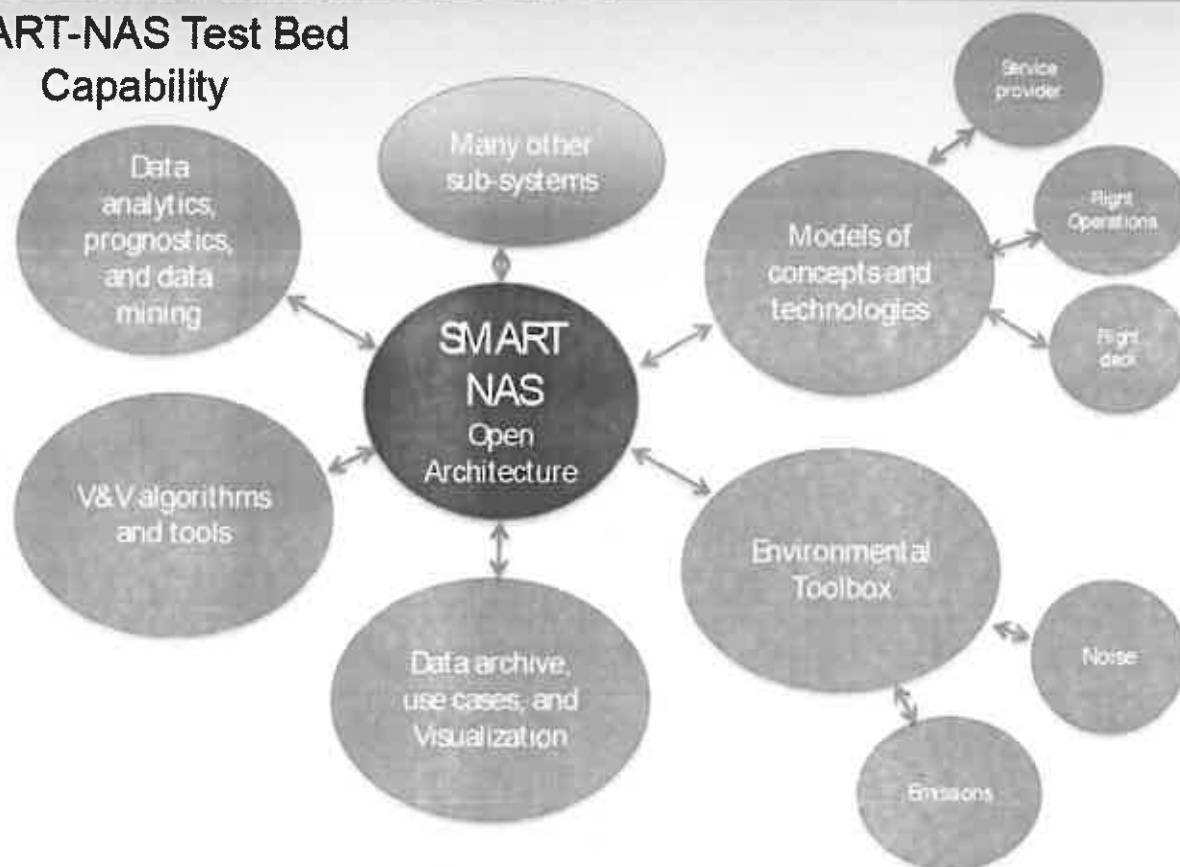 ART-NAS Test Bed
Capability
Data
analytics,
prognostics,
and data
mining
Many other
sub-systems
Service
provider
Flight
Operations
Models of
concepts and
technologies
Flight
deck
SMART
NAS
Open
Architecture
V&V algorithms
and tools
Environmental
Toolbox
Data archive,
use cases, and
Visualization
Noise
Emissions